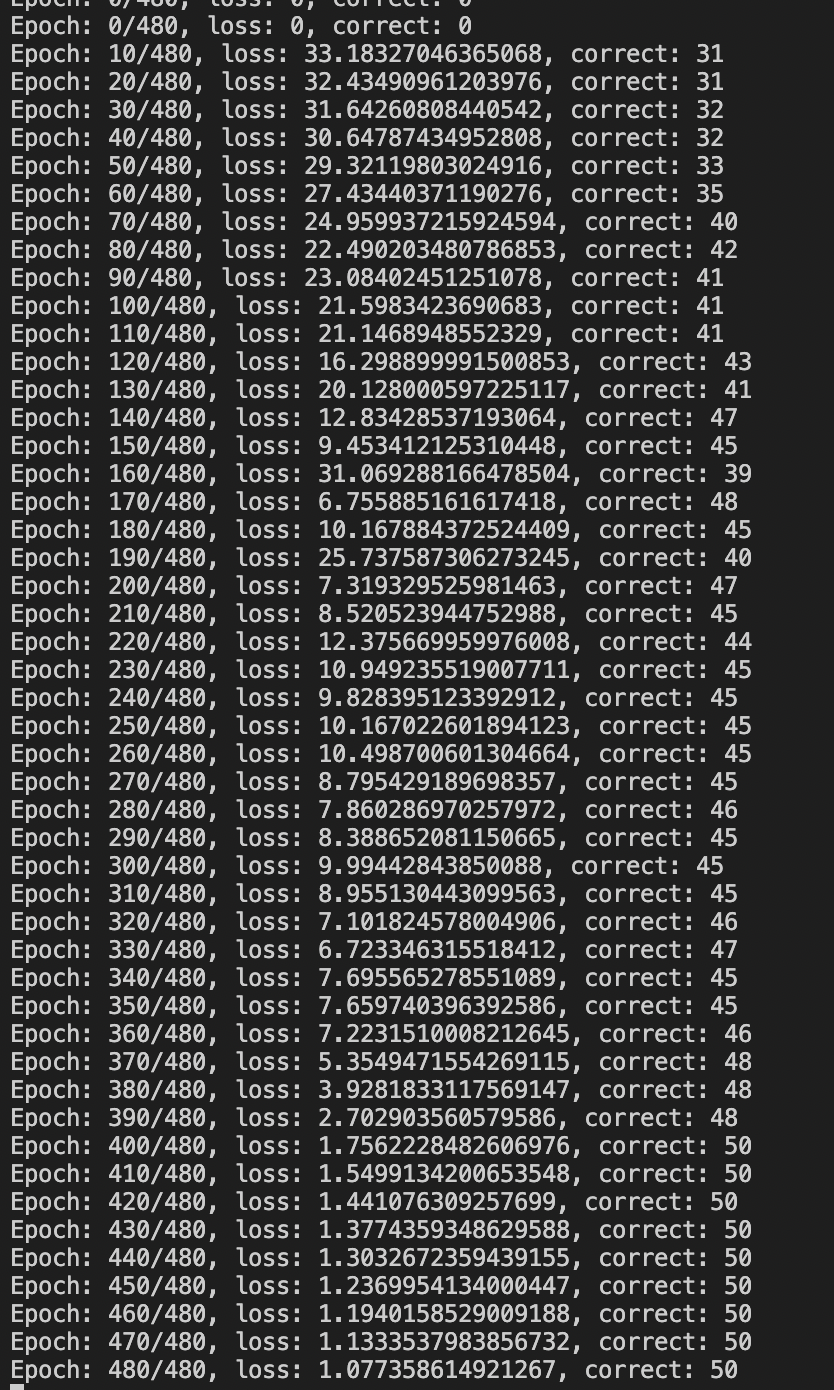 Epoch: 0/480, loss: 0, correct: 0
Epoch: 0/480, loss: 0, correct: 0
Epoch: 10/480, loss: 33.18327046365068, correct: 31
Epoch: 20/480, loss: 32.43490961203976, correct: 31
Epoch: 30/480, loss: 31.64260808440542, correct: 32
Epoch: 40/480, loss: 30.64787434952808, correct: 32
Epoch: 50/480, loss: 29.32119803024916, correct: 33
Epoch: 60/480, loss: 27.43440371190276, correct: 35
Epoch: 70/480, loss: 24.959937215924594, correct: 40
Epoch: 80/480, loss: 22.490203480786853, correct: 42
Epoch: 90/480, loss: 23.08402451251078, correct: 41
Epoch: 100/480, loss: 21.5983423690683, correct: 41
Epoch: 110/480, loss: 21.1468948552329, correct: 41
Epoch: 120/480, loss: 16.298899991500853, correct: 43
Epoch: 130/480, loss: 20.128000597225117, correct: 41
Epoch: 140/480, loss: 12.83428537193064, correct: 47
Epoch: 150/480, loss: 9.453412125310448, correct: 45
Epoch: 160/480, loss: 31.069288166478504, correct: 39
Epoch: 170/480, loss: 6.755885161617418, correct: 48
Epoch: 180/480, loss: 10.167884372524409, correct: 45
Epoch: 190/480, loss: 25.737587306273245, correct: 40
Epoch: 200/480, loss: 7.319329525981463, correct: 47
Epoch: 210/480, loss: 8.520523944752988, correct: 45
Epoch: 220/480, loss: 12.375669959976008, correct: 44
Epoch: 230/480, loss: 10.949235519007711, correct: 45
Epoch: 240/480, loss: 9.828395123392912, correct: 45
Epoch: 250/480, loss: 10.167022601894123, correct: 45
Epoch: 260/480, loss: 10.498700601304664, correct: 45
Epoch: 270/480, loss: 8.795429189698357, correct: 45
Epoch: 280/480, loss: 7.860286970257972, correct: 46
Epoch: 290/480, loss: 8.388652081150665, correct: 45
Epoch: 300/480, loss: 9.99442843850088, correct: 45
Epoch: 310/480, loss: 8.955130443099563, correct: 45
Epoch: 320/480, loss: 7.101824578004906, correct: 46
Epoch: 330/480, loss: 6.723346315518412, correct: 47
Epoch: 340/480, loss: 7.695565278551089, correct: 45
Epoch: 350/480, loss: 7.659740396392586, correct: 45
Epoch: 360/480, loss: 7.2231510008212645, correct: 46
Epoch: 370/480, loss: 5.3549471554269115, correct: 48
Epoch: 380/480, loss: 3.9281833117569147, correct: 48
Epoch: 390/480, loss: 2.702903560579586, correct: 48
Epoch: 400/480, loss: 1.7562228482606976, correct: 50
Epoch: 410/480, loss: 1.5499134200653548, correct: 50
Epoch: 420/480, loss: 1.441076309257699, correct: 50
Epoch: 430/480, loss: 1.3774359348629588, correct: 50
Epoch: 440/480, loss: 1.3032672359439155, correct: 50
Epoch: 450/480, loss: 1.2369954134000447, correct: 50
Epoch: 460/480, loss: 1.1940158529009188, correct: 50
Epoch: 470/480, loss: 1.1333537983856732, correct: 50
Epoch: 480/480, loss: 1.077358614921267, correct: 50